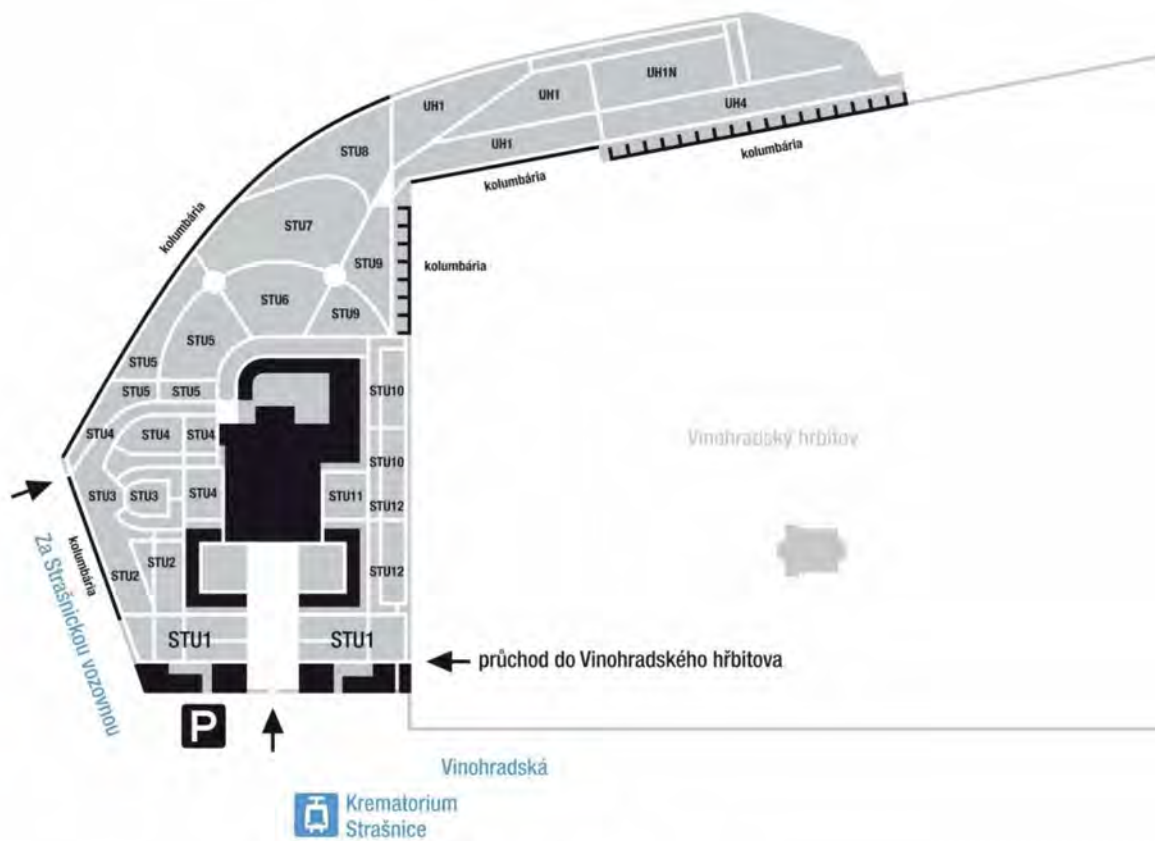 UH1N
UH1
UH1
UH4
UH1
kolumbária
kolumbária
STU8
kolumbária
STU7
STU9
kolumbária
STU6
STU9
STU5
STU5
STU5
STU5
STU10
STU4
STU4
STU4
Vinohradský hřbitov
STU10
STU3
STU3
STU4
STU11
STU12
kolumbária
STU2
STU2
STU12
Za Strašnickou vozovnou
STU1
STU1
průchod do Vinohradského hřbitova
P
Vinohradská
Krematorium
Strašnice